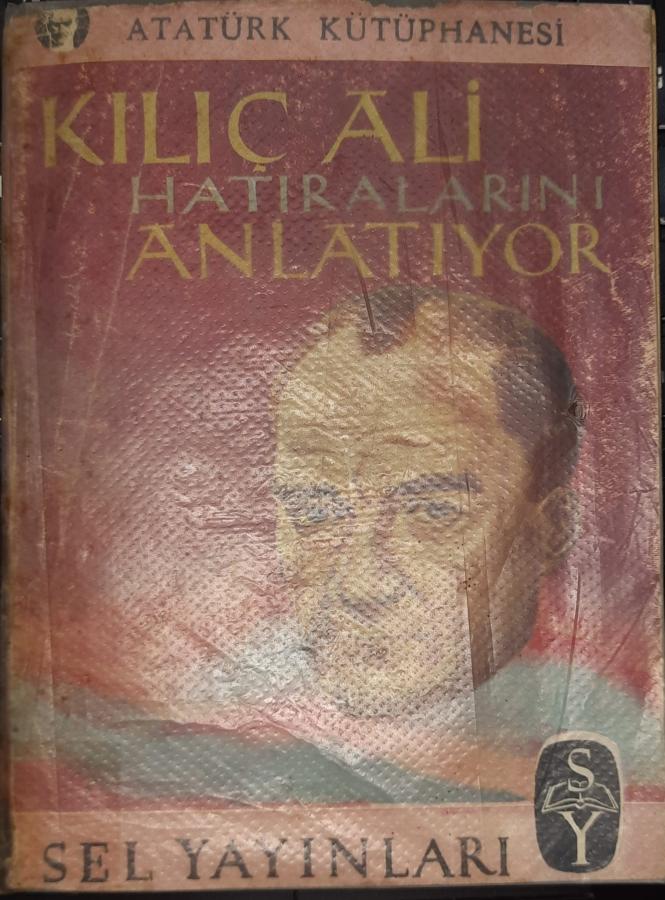 ATATÜRK KÜTÜPHANESİ
KILIÇ ALİ
HATIRALARINI
ANLATIYOR
S
Y
SEL YAYINLARI